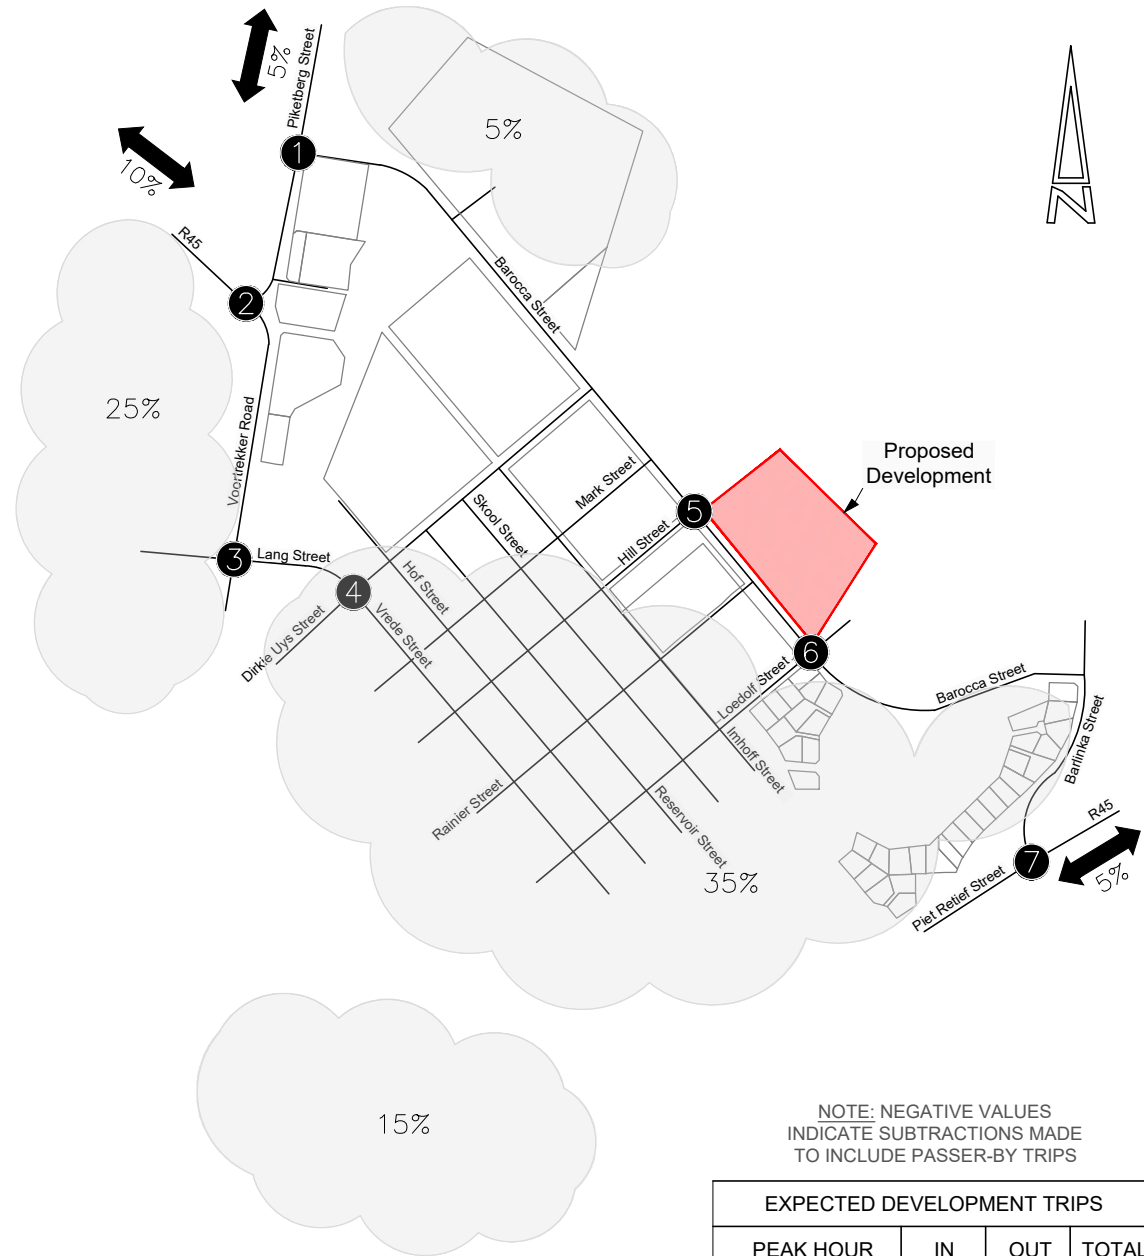 5%
Piketberg Street
1
10%
5%
R45
2
Barocca Street
25%
Voortrekker Road
Proposed
Development
Mark Street
Skool Street
5
Hill Street
3
Lang Street
4
Hof Street
Vrede Street
Dirkie Uys Street
6
Loedolf Street
Barocca Street
Imhoff Street
Barlinka Street
Rainier Street
Reservoir Street
35%
R45
7
5%
Piet Retief Street
15%
NOTE: NEGATIVE VALUES
INDICATE SUBTRACTIONS MADE
TO INCLUDE PASSER-BY TRIPS
EXPECTED DEVELOPMENT TRIPS
PEAK HOUR IN OUT TOTAL
N